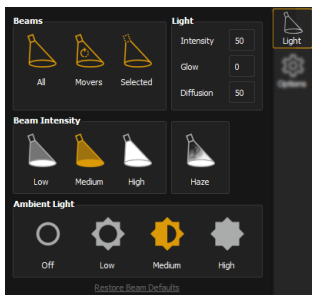 Beams
Light
Light
Intensity 50
Glow 0
Diffusion 50
All Movers Selected
Options
Beam Intensity
Low Medium High Haze
Ambient Light
Off Low Medium High
Restore Beam Defaults